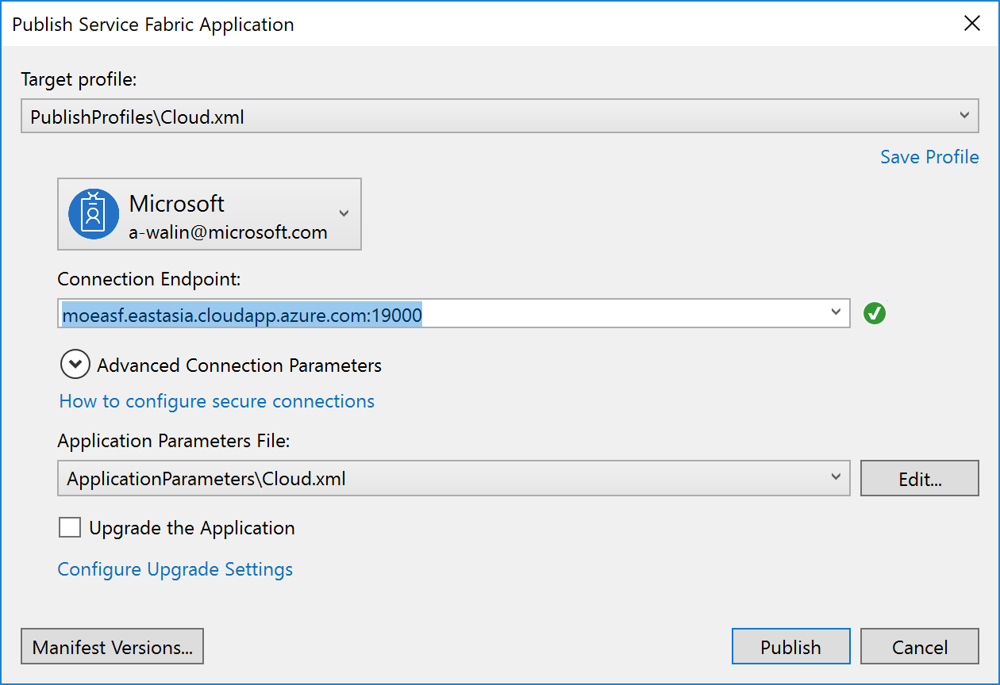 Publish Service Fabric Application
Target profile:
PublishProfiles\Cloud.xml
Save Profile
Microsoft
a-walin@microsoft.com
Connection Endpoint:
moeasf.eastasia.cloudapp.azure.com:19000
Advanced Connection Parameters
How to configure secure connections
Application Parameters File:
ApplicationParameters\Cloud.xml
Edit...
Upgrade the Application
Configure Upgrade Settings
Manifest Versions...
Publish
Cancel